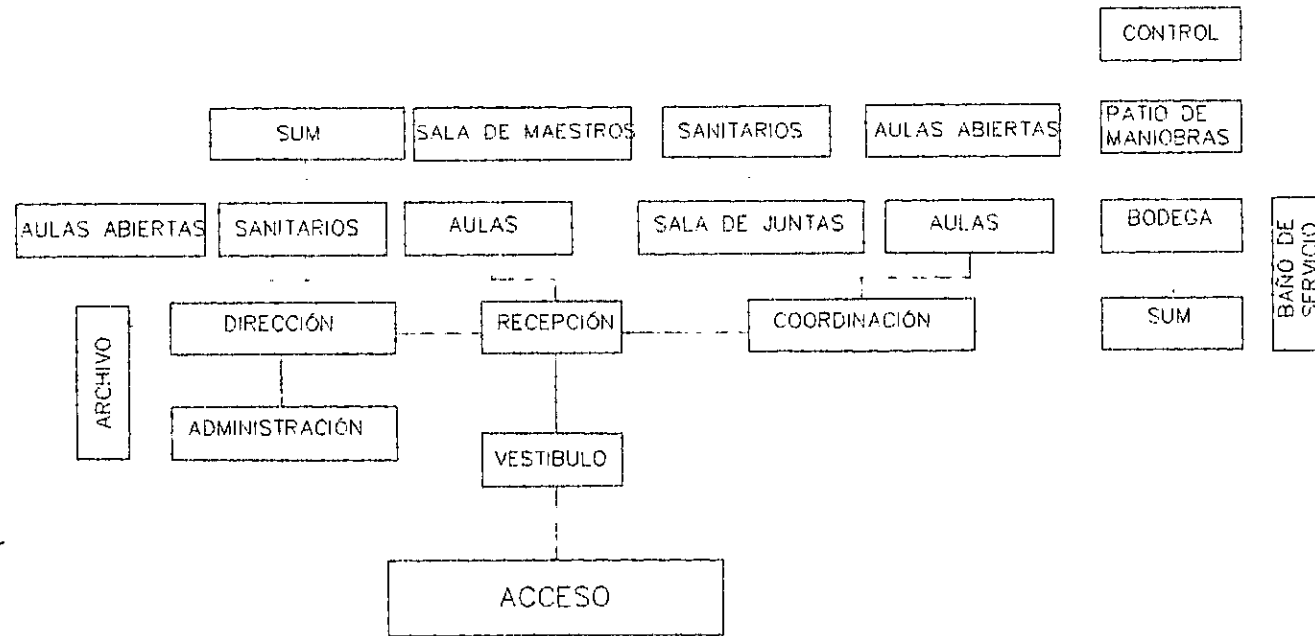 CONTROL
SUM
SALA DE MAESTROS
SANITARIOS
AULAS ABIERTAS
PATIO DE
MANIOBRAS
AULAS ABIERTAS
SANITARIOS
AULAS
SALA DE JUNTAS
AULAS
BODEGA
BAÑO DE
SERVICIO
ARCHIVO
DIRECCIÓN
RECEPCIÓN
COORDINACIÓN
SUM
ADMINISTRACIÓN
VESTIBULO
ACCESO